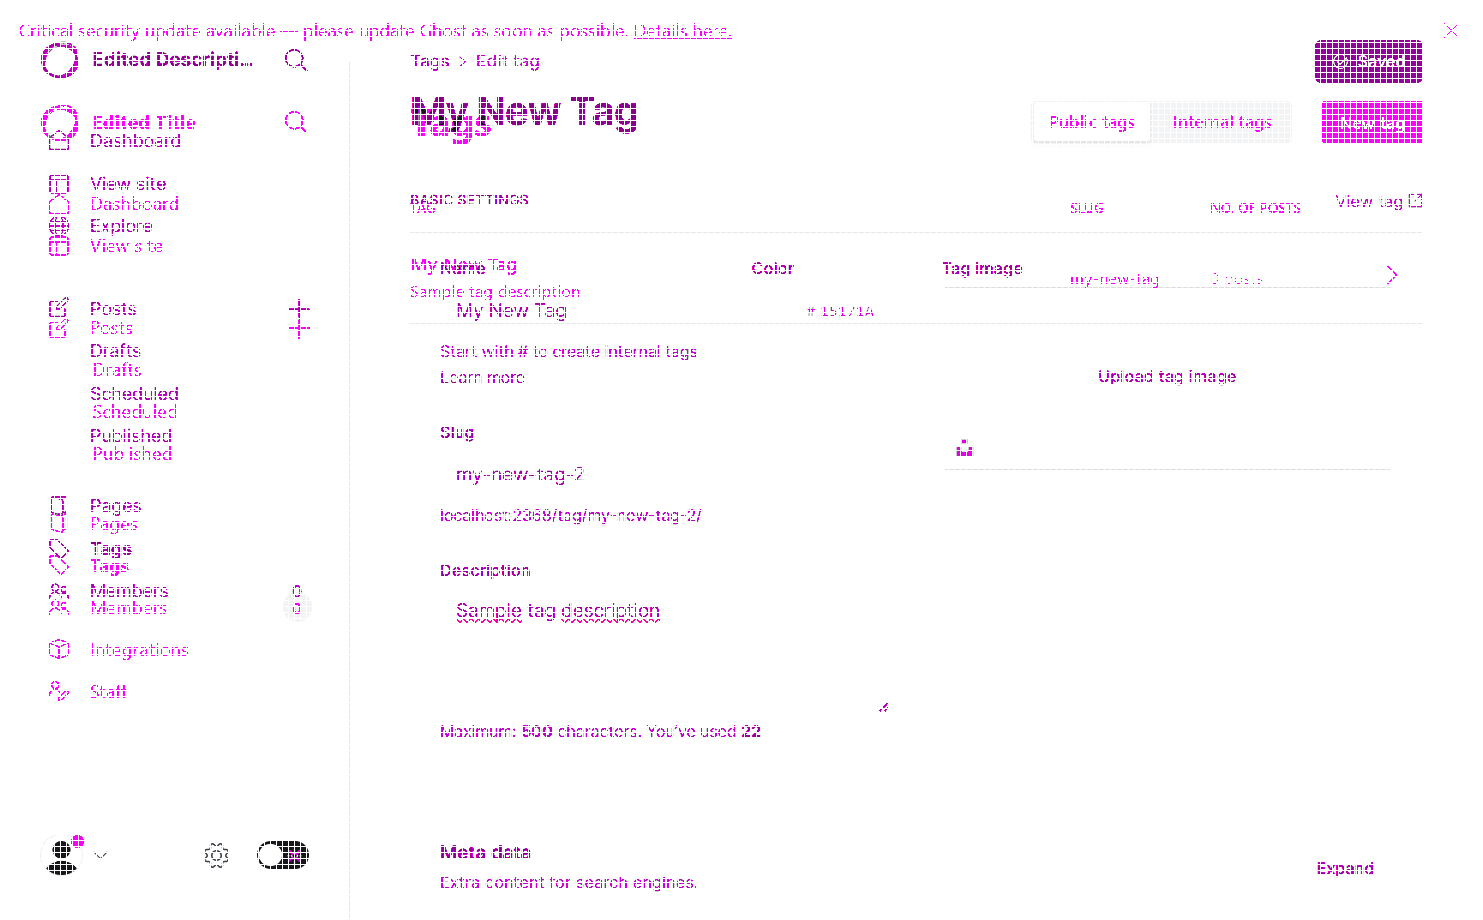 Critical security update available — please update Ghost as soon as possible. Details here.
Edited Descripti...
Tags > Edit tag
Saved
My New Tag
Tags
Public tags
Internal tags
New tag
Edited Title
Dashboard
View site
Dashboard
Explore
View site
BASIC SETTINGS
TAG
SLUG
NO. OF POSTS
View tag
My New Tag
Name
Color
Tag image
Sample tag description
my-new-tag
0 posts
My New Tag
# 15171A
Posts
Posts
Drafts
Drafts
Scheduled
Scheduled
Published
Published
Start with # to create internal tags
Learn more
Upload tag image
Slug
my-new-tag-2
localhost:2368/tag/my-new-tag-2/
Pages
Pages
Tags
Tags
Members 0
Members 0
Integrations
Staff
Description
Sample tag description
Maximum: 500 characters. You've used 22
Meta data
Extra content for search engines.
Expand